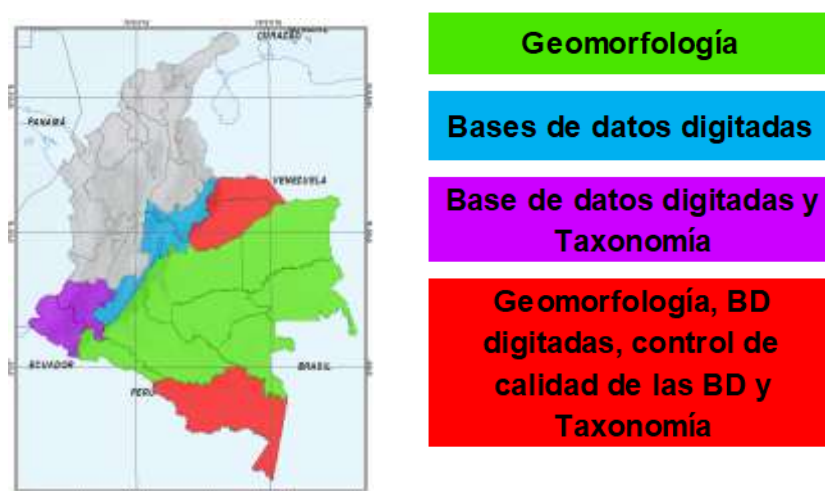 CURAÇAO
PANAMÁ
VENEZUELA
ECUADOR
BRASIL
PERÚ
Geomorfología
Bases de datos digitadas
Base de datos digitadas y
Taxonomía
Geomorfología, BD
digitadas, control de
calidad de las BD y
Taxonomía